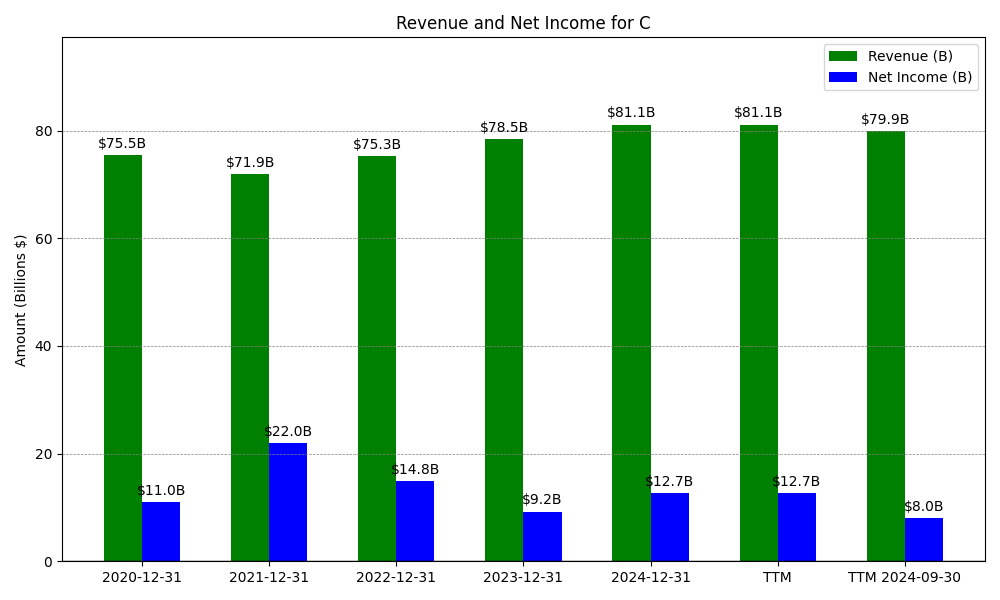 Revenue and Net Income for C
Revenue (B)
Net Income (B)
Amount (Billions $)
80
60
40
20
0
$75.5B
$71.9B
$75.3B
$78.5B
$81.1B
$81.1B
$79.9B
$11.0B
$22.0B
$14.8B
$9.2B
$12.7B
$12.7B
$8.0B
2020-12-31
2021-12-31
2022-12-31
2023-12-31
2024-12-31
TTM
TTM 2024-09-30